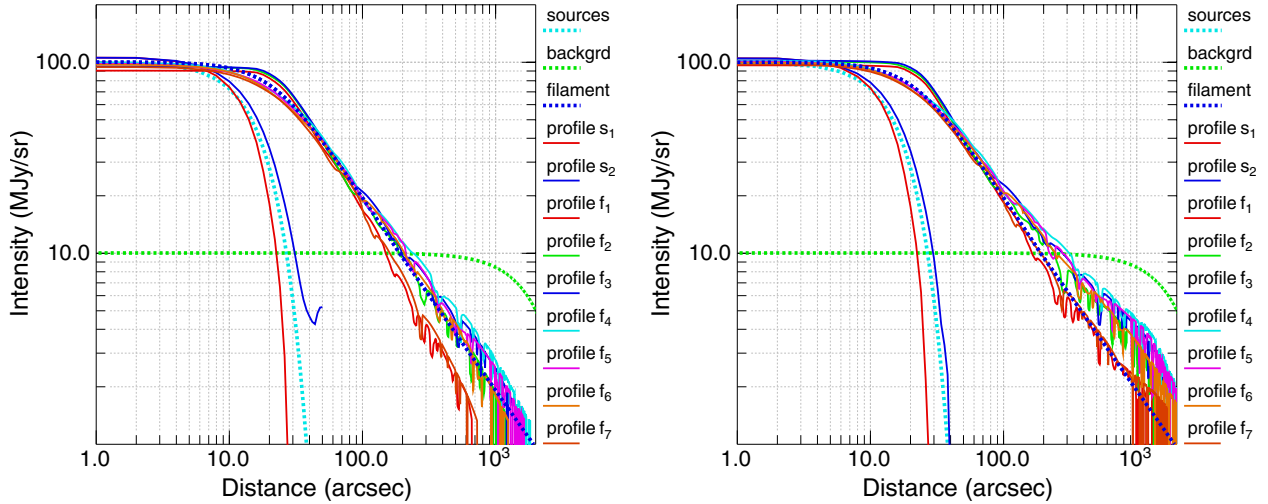 Intensity (MJy/sr)
100.0
10.0
1.0
10.0
100.0
10³
Distance (arcsec)
sources
backgrd
filament
profile s₁
profile s₂
profile f₁
profile f₂
profile f₃
profile f₄
profile f₅
profile f₆
profile f₇
Intensity (MJy/sr)
100.0
10.0
1.0
10.0
100.0
10³
Distance (arcsec)
sources
backgrd
filament
profile s₁
profile s₂
profile f₁
profile f₂
profile f₃
profile f₄
profile f₅
profile f₆
profile f₇